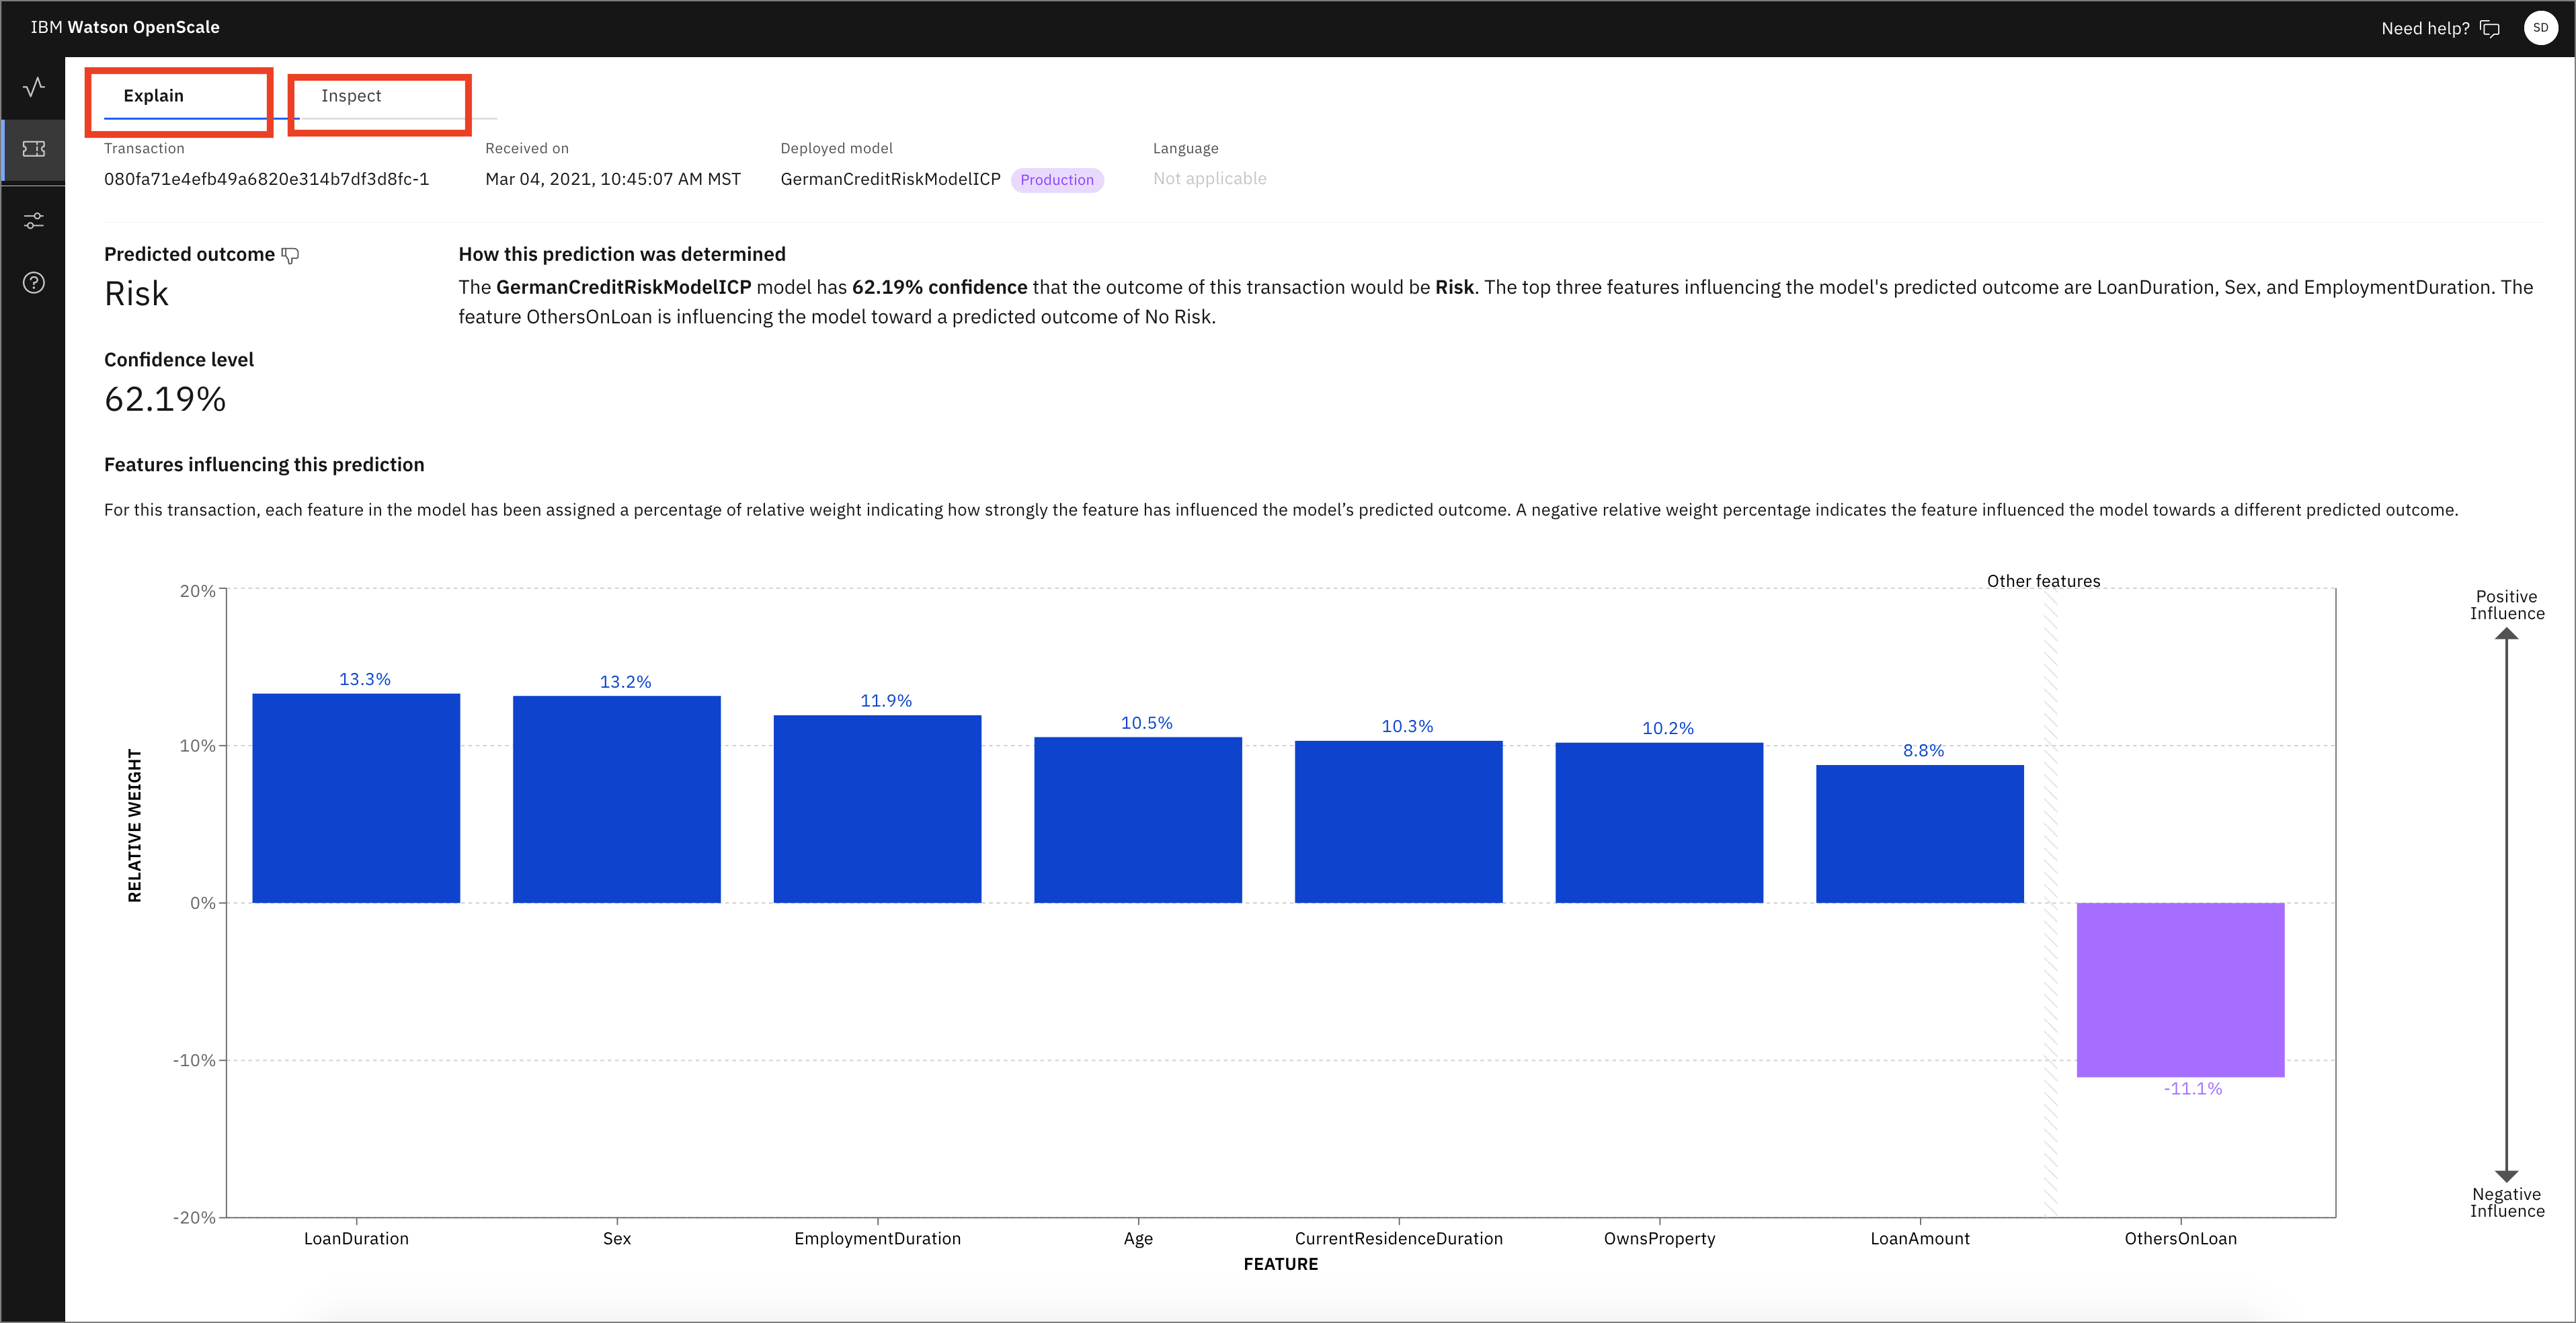 IBM Watson OpenScale
Need help?
SD
Explain
Inspect
Transaction
Received on
Deployed model
Language
080fa71e4efb49a6820e314b7df3d8fc-1
Mar 04, 2021, 10:45:07 AM MST
GermanCreditRiskModelICP
Production
Not applicable
Predicted outcome
Risk
How this prediction was determined
The GermanCreditRiskModelICP model has 62.19% confidence that the outcome of this transaction would be Risk. The top three features influencing the model's predicted outcome are LoanDuration, Sex, and EmploymentDuration. The
feature OthersOnLoan is influencing the model toward a predicted outcome of No Risk.
Confidence level
62.19%
Features influencing this prediction
For this transaction, each feature in the model has been assigned a percentage of relative weight indicating how strongly the feature has influenced the model’s predicted outcome. A negative relative weight percentage indicates the feature influenced the model towards a different predicted outcome.
Other features
Positive
Influence
20%
10%
0%
-10%
-20%
RELATIVE WEIGHT
13.3%
13.2%
11.9%
10.5%
10.3%
10.2%
8.8%
-11.1%
Negative
Influence
LoanDuration
Sex
EmploymentDuration
Age
CurrentResidenceDuration
OwnsProperty
LoanAmount
OthersOnLoan
FEATURE